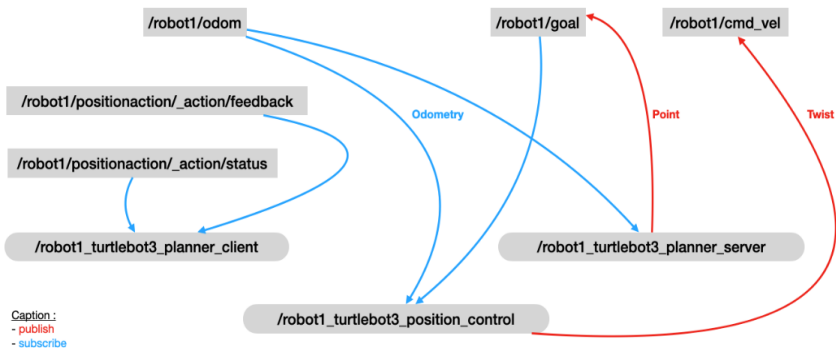 /robot1/odom
/robot1/goal
/robot1/cmd_vel
/robot1/positionaction/_action/feedback
Odometry
Point
Twist
/robot1/positionaction/_action/status
/robot1_turtlebot3_planner_client
/robot1_turtlebot3_planner_server
/robot1_turtlebot3_position_control
Caption :
- publish
- subscribe